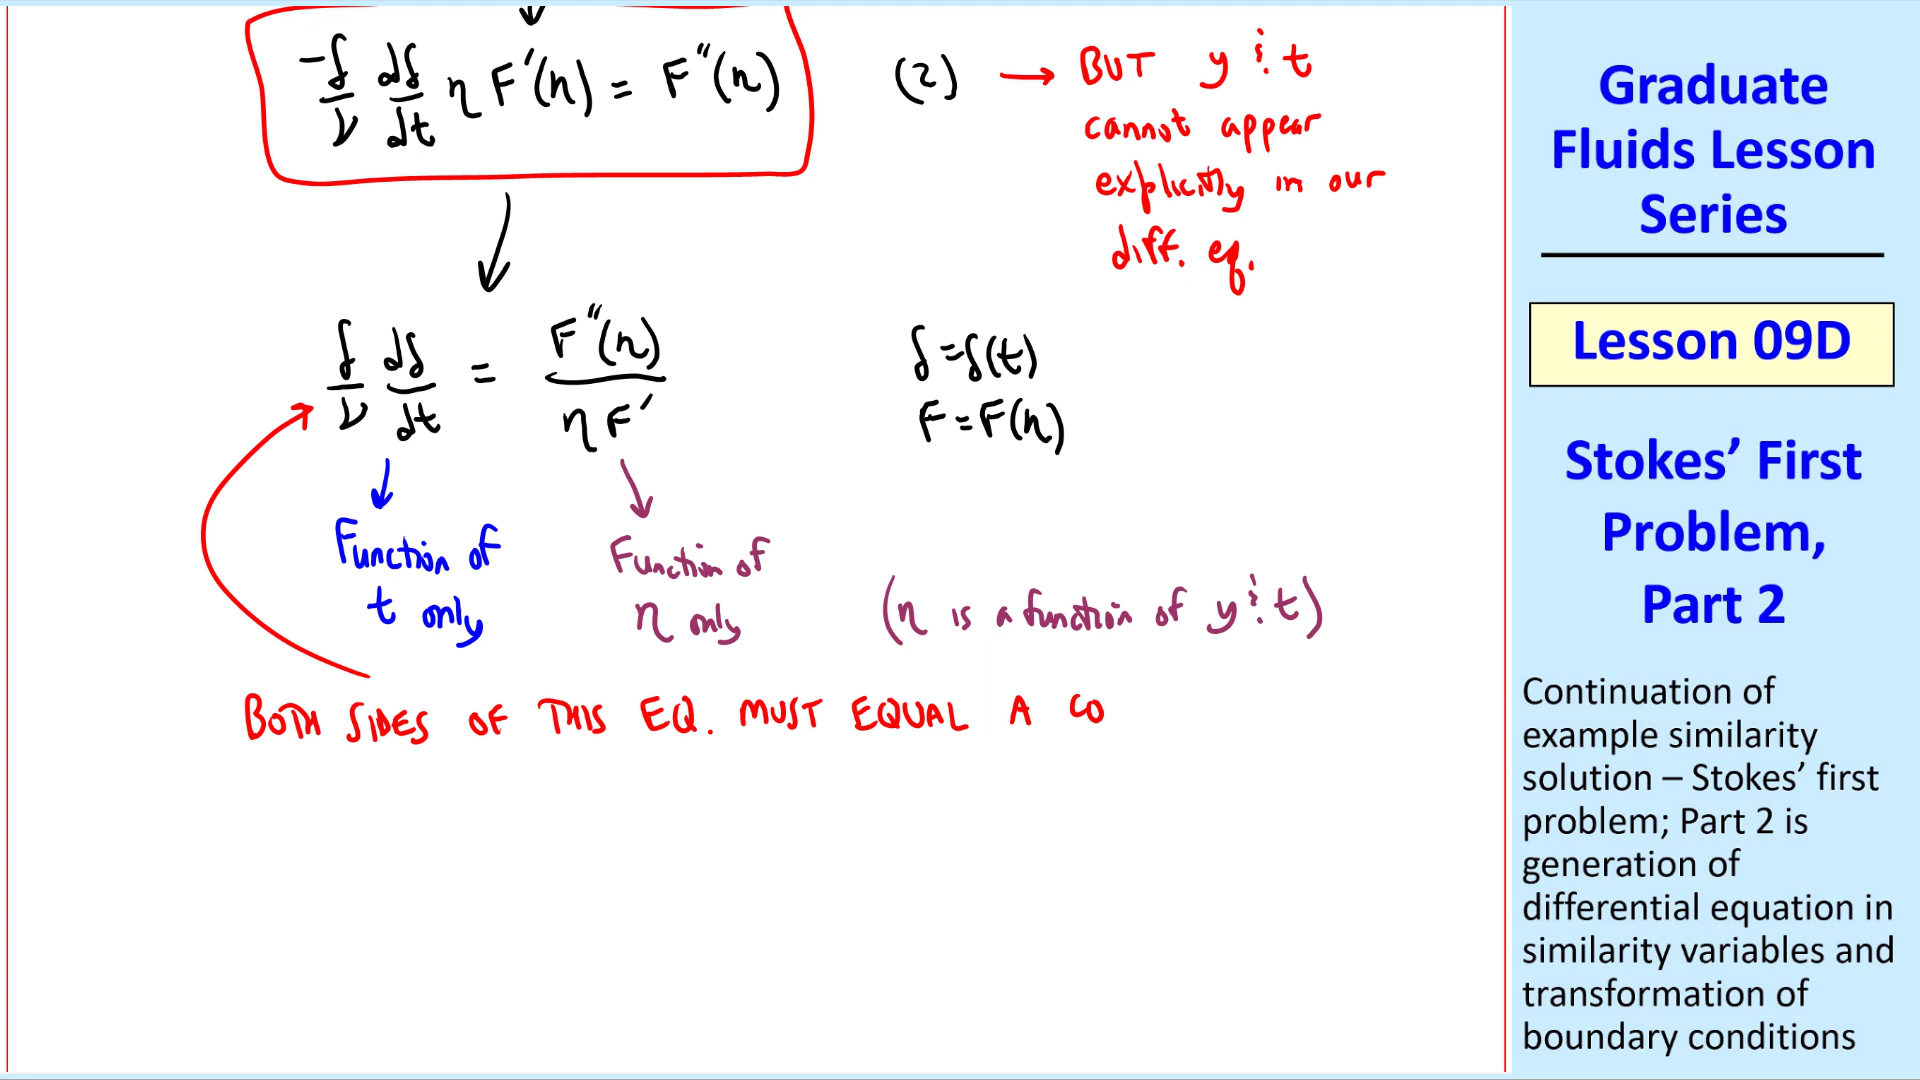 -δ/ν dδ/dt η F'(η) = F''(η) (2) → BUT y & t
cannot appear
explicitly in our
diff. eq.
δ/ν dδ/dt = F''(η)/η F'
δ = δ(t)
F = F(η)
Function of
t only
Function of
η only
(η is a function of y & t)
BOTH SIDES OF THIS EQ. MUST EQUAL A CO
Graduate
Fluids Lesson
Series
Lesson 09D
Stokes’ First
Problem,
Part 2
Continuation of
example similarity
solution – Stokes’ first
problem; Part 2 is
generation of
differential equation in
similarity variables and
transformation of
boundary conditions